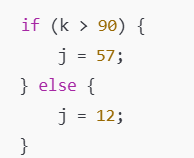 if (k > 90) {
    j = 57;
} else {
    j = 12;
}